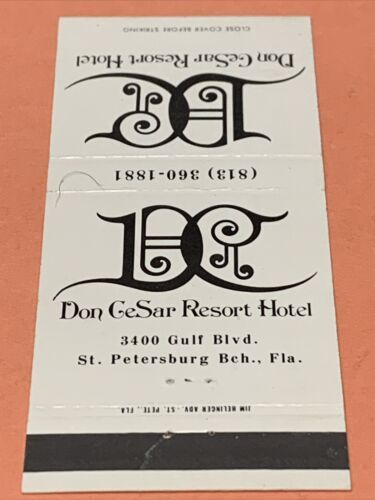 CLOSE COVER BEFORE STRIKING
Don CeSar Resort Hotel
(813) 360-1881
Don CeSar Resort Hotel
3400 Gulf Blvd.
St. Petersburg Bch., Fla.
JIM HELINGER ADV. - ST. PETE., FLA